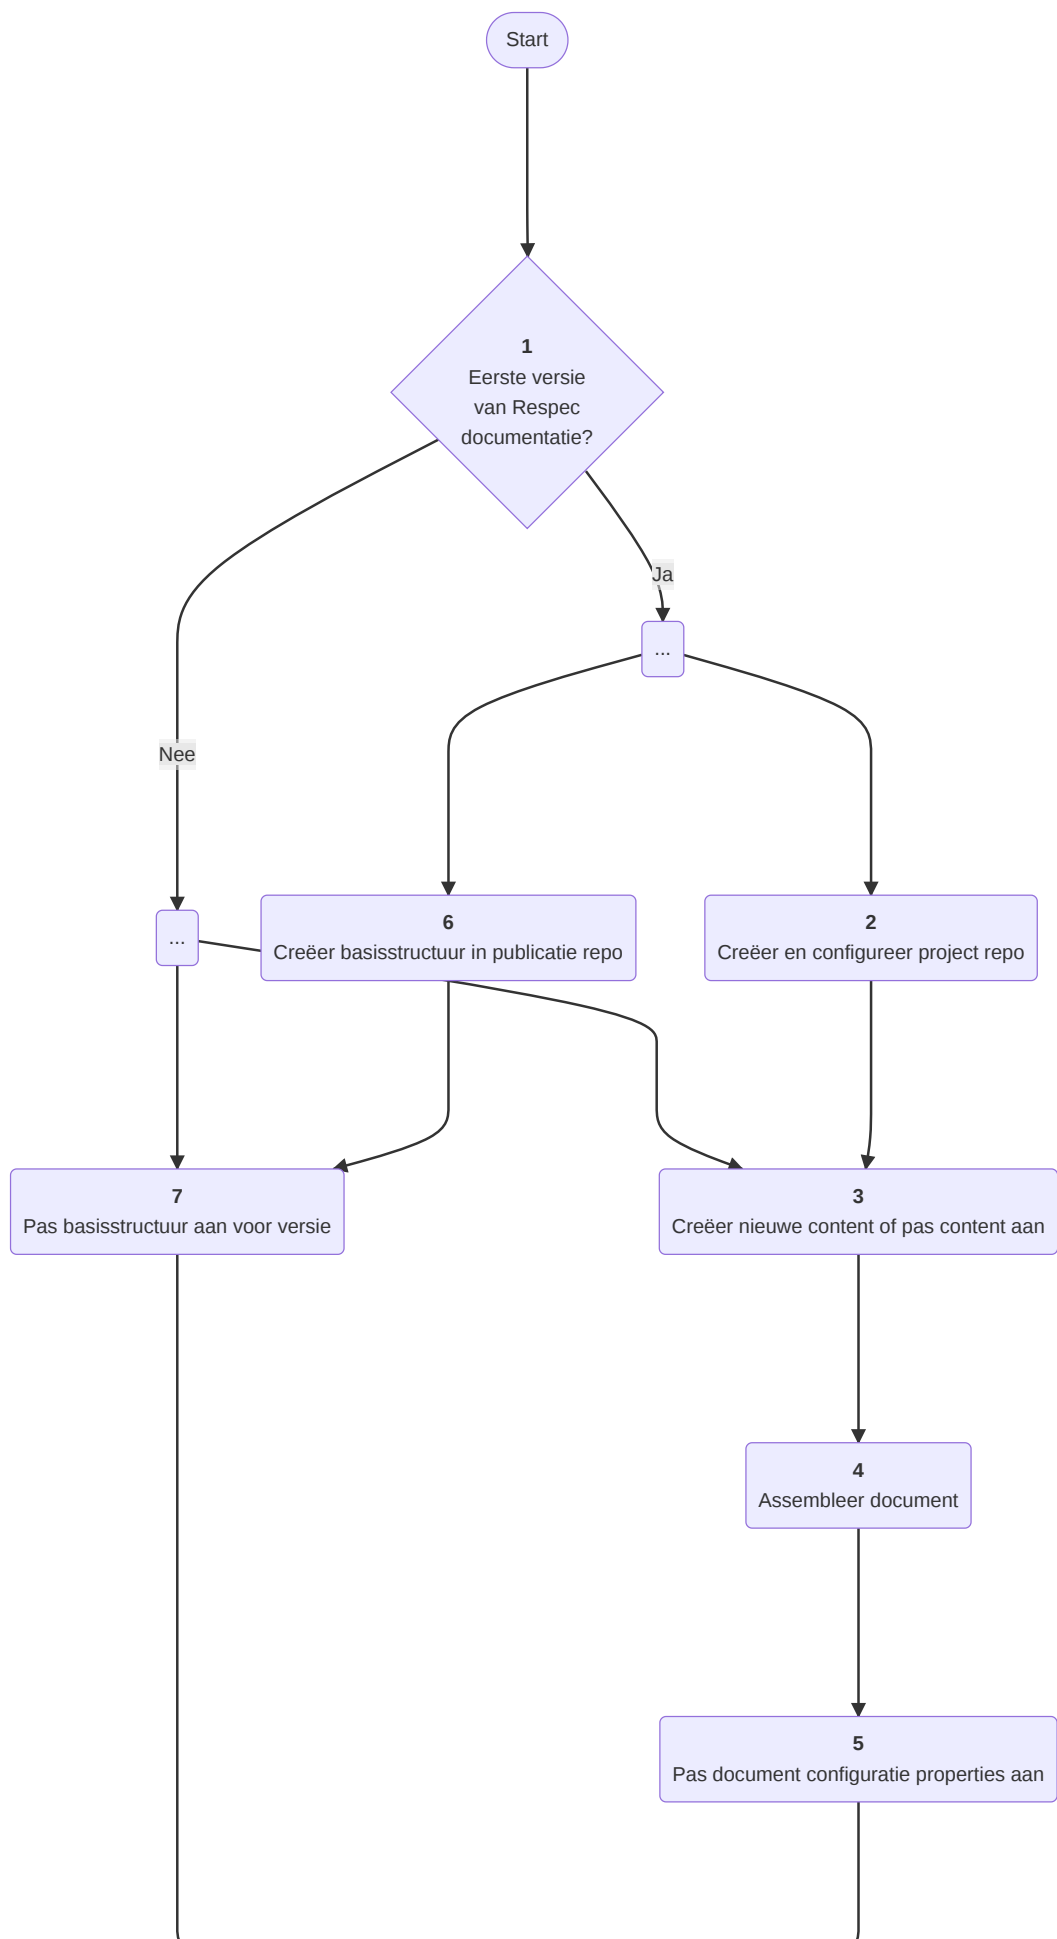 Start
1
Eerste versie
van Respec
documentatie?
Ja
...
Nee
...
6
Creëer basisstructuur in publicatie repo
2
Creëer en configureer project repo
7
Pas basisstructuur aan voor versie
3
Creëer nieuwe content of pas content aan
4
Assembleer document
5
Pas document configuratie properties aan